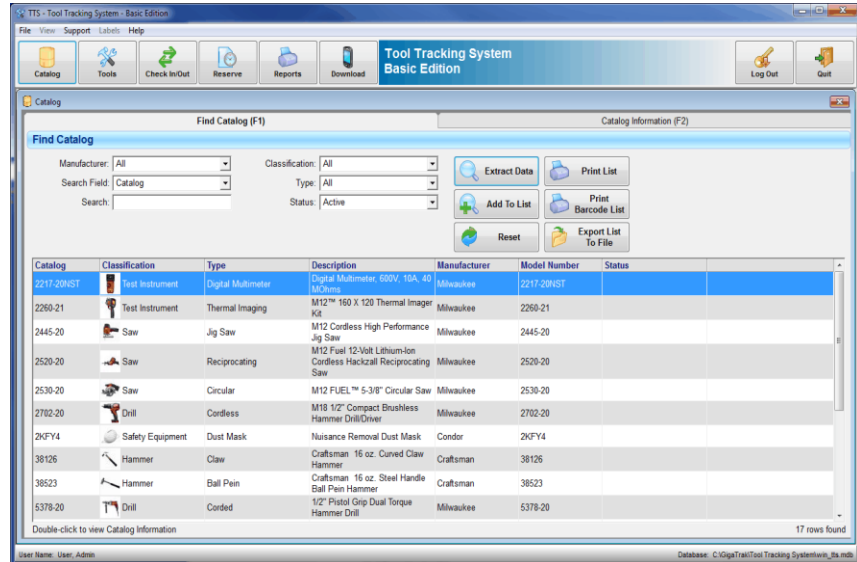 TTS - Tool Tracking System - Basic Edition
File View Support Labels Help
Catalog Tools Check In/Out Reserve Reports Download Tool Tracking System Log Out Quit
Basic Edition
Catalog
Find Catalog (F1) Catalog Information (F2)
Find Catalog
Manufacturer: All Classification: All Extract Data Print List
Search Field: Catalog Type: All Add To List Print
Barcode List
Search: Status: Active
Reset Export List
To File
Catalog Classification Type Description Manufacturer Model Number Status
2217-20NST Test Instrument Digital Multimeter Digital Multimeter, 600V, 10A, 40 Milwaukee 2217-20NST
MOhms
2260-21 Test Instrument Thermal Imaging M12™ 160 X 120 Thermal Imager Milwaukee 2260-21
Kit
2445-20 Saw Jig Saw M12 Cordless High Performance Milwaukee 2445-20
Jig Saw
2520-20 Saw Reciprocating M12 Fuel 12-Volt Lithium-Ion Milwaukee 2520-20
Cordless Hackzall Reciprocating
Saw
2530-20 Saw Circular M12 FUEL™ 5-3/8" Circular Saw Milwaukee 2530-20
2702-20 Drill Cordless M18 1/2" Compact Brushless Milwaukee 2702-20
Hammer Drill/Driver
2KFY4 Safety Equipment Dust Mask Nuisance Removal Dust Mask Condor 2KFY4
38126 Hammer Claw Craftsman 16 oz. Curved Claw Craftsman 38126
Hammer
38523 Hammer Ball Pein Craftsman 16 oz. Steel Handle Craftsman 38523
Ball Pein Hammer
5378-20 Drill Corded 1/2" Pistol Grip Dual Torque Milwaukee 5378-20
Hammer Drill
Double-click to view Catalog Information 17 rows found
User Name: User, Admin Database: C:\GigaTrak\Tool Tracking System\win_tts.mdb